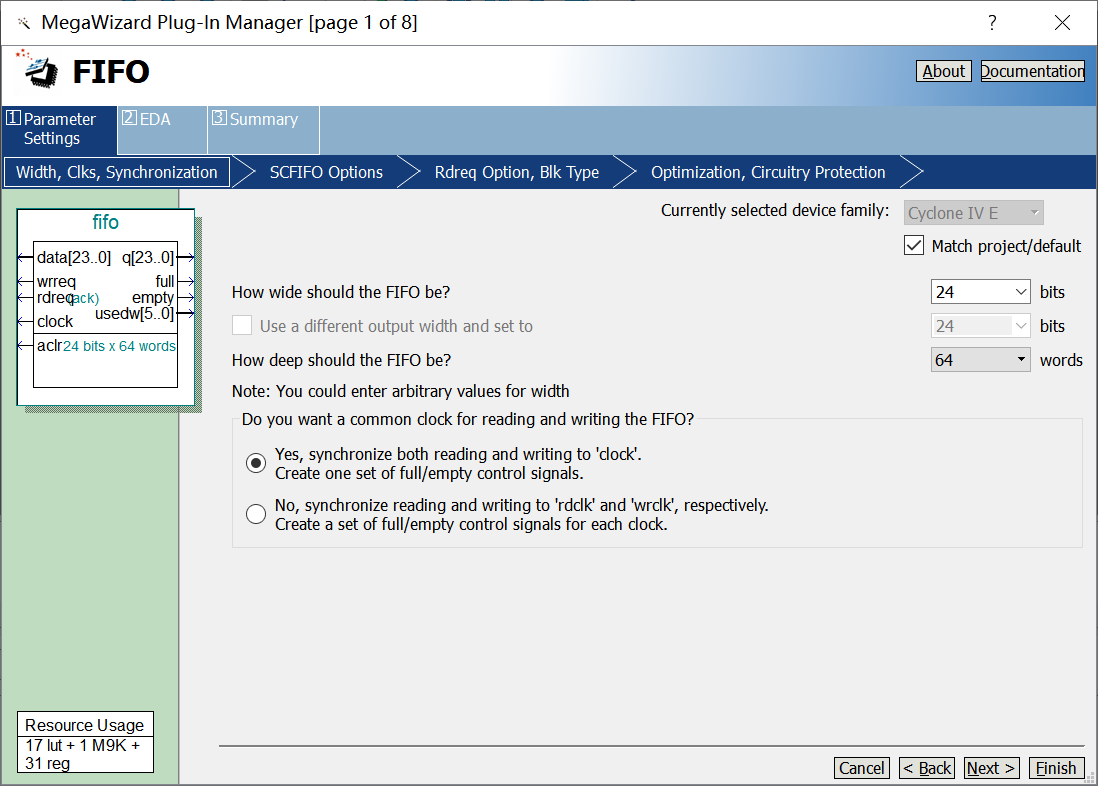 MegaWizard Plug-In Manager [page 1 of 8]
?
FIFO
About
Documentation
1 Parameter Settings
2 EDA
3 Summary
Width, Clks, Synchronization
SCFIFO Options
Rdreq Option, Blk Type
Optimization, Circuitry Protection
fifo
data[23..0] q[23..0]
wrreq full
rdreq(ack) empty
usedw[5..0]
clock
aclr 24 bits x 64 words
Currently selected device family: Cyclone IV E
Match project/default
How wide should the FIFO be? 24 bits
Use a different output width and set to 24 bits
How deep should the FIFO be? 64 words
Note: You could enter arbitrary values for width
Do you want a common clock for reading and writing the FIFO?
Yes, synchronize both reading and writing to 'clock'.
Create one set of full/empty control signals.
No, synchronize reading and writing to 'rdclk' and 'wrclk', respectively.
Create a set of full/empty control signals for each clock.
Resource Usage
17 lut + 1 M9K +
31 reg
Cancel
< Back
Next >
Finish